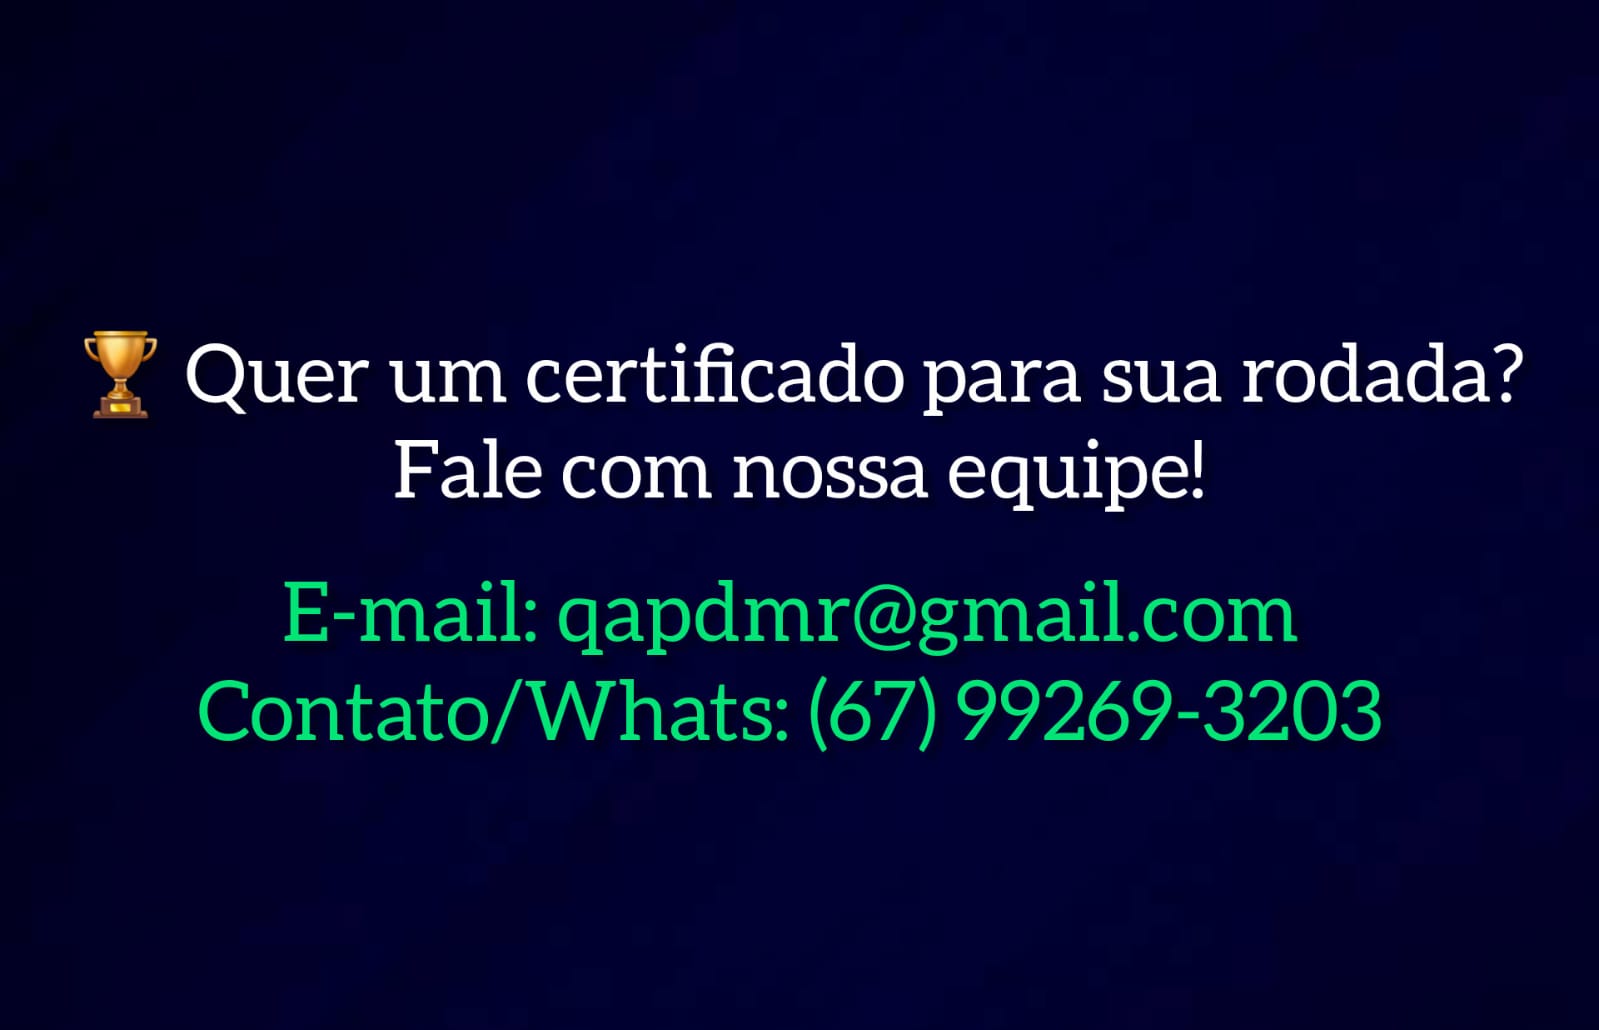 🏆 Quer um certificado para sua rodada?
Fale com nossa equipe!
E-mail: qapdmr@gmail.com
Contato/Whats: (67) 99269-3203